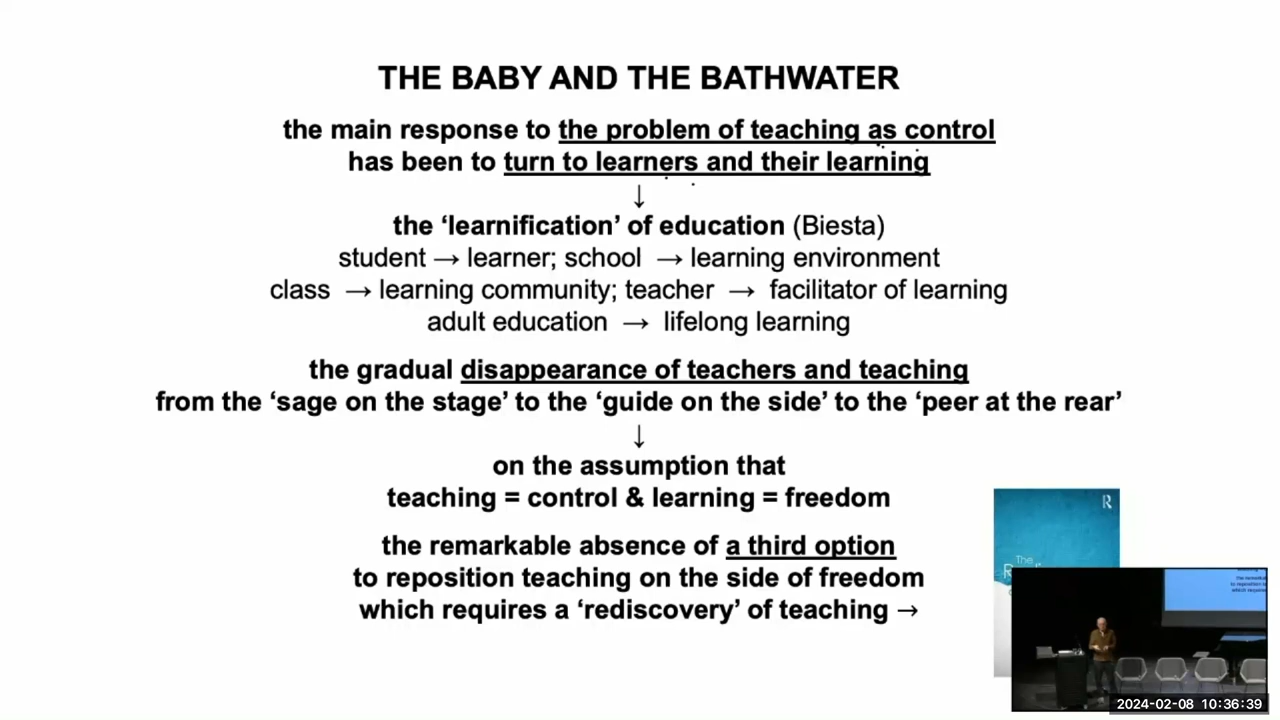 THE BABY AND THE BATHWATER
the main response to the problem of teaching as control
has been to turn to learners and their learning
↓
the ‘learnification’ of education (Biesta)
student → learner; school → learning environment
class → learning community; teacher → facilitator of learning
adult education → lifelong learning
the gradual disappearance of teachers and teaching
from the ‘sage on the stage’ to the ‘guide on the side’ to the ‘peer at the rear’
↓
on the assumption that
teaching = control & learning = freedom
the remarkable absence of a third option
to reposition teaching on the side of freedom
which requires a ‘rediscovery’ of teaching →
R
The
2024-02-08 10:36:39